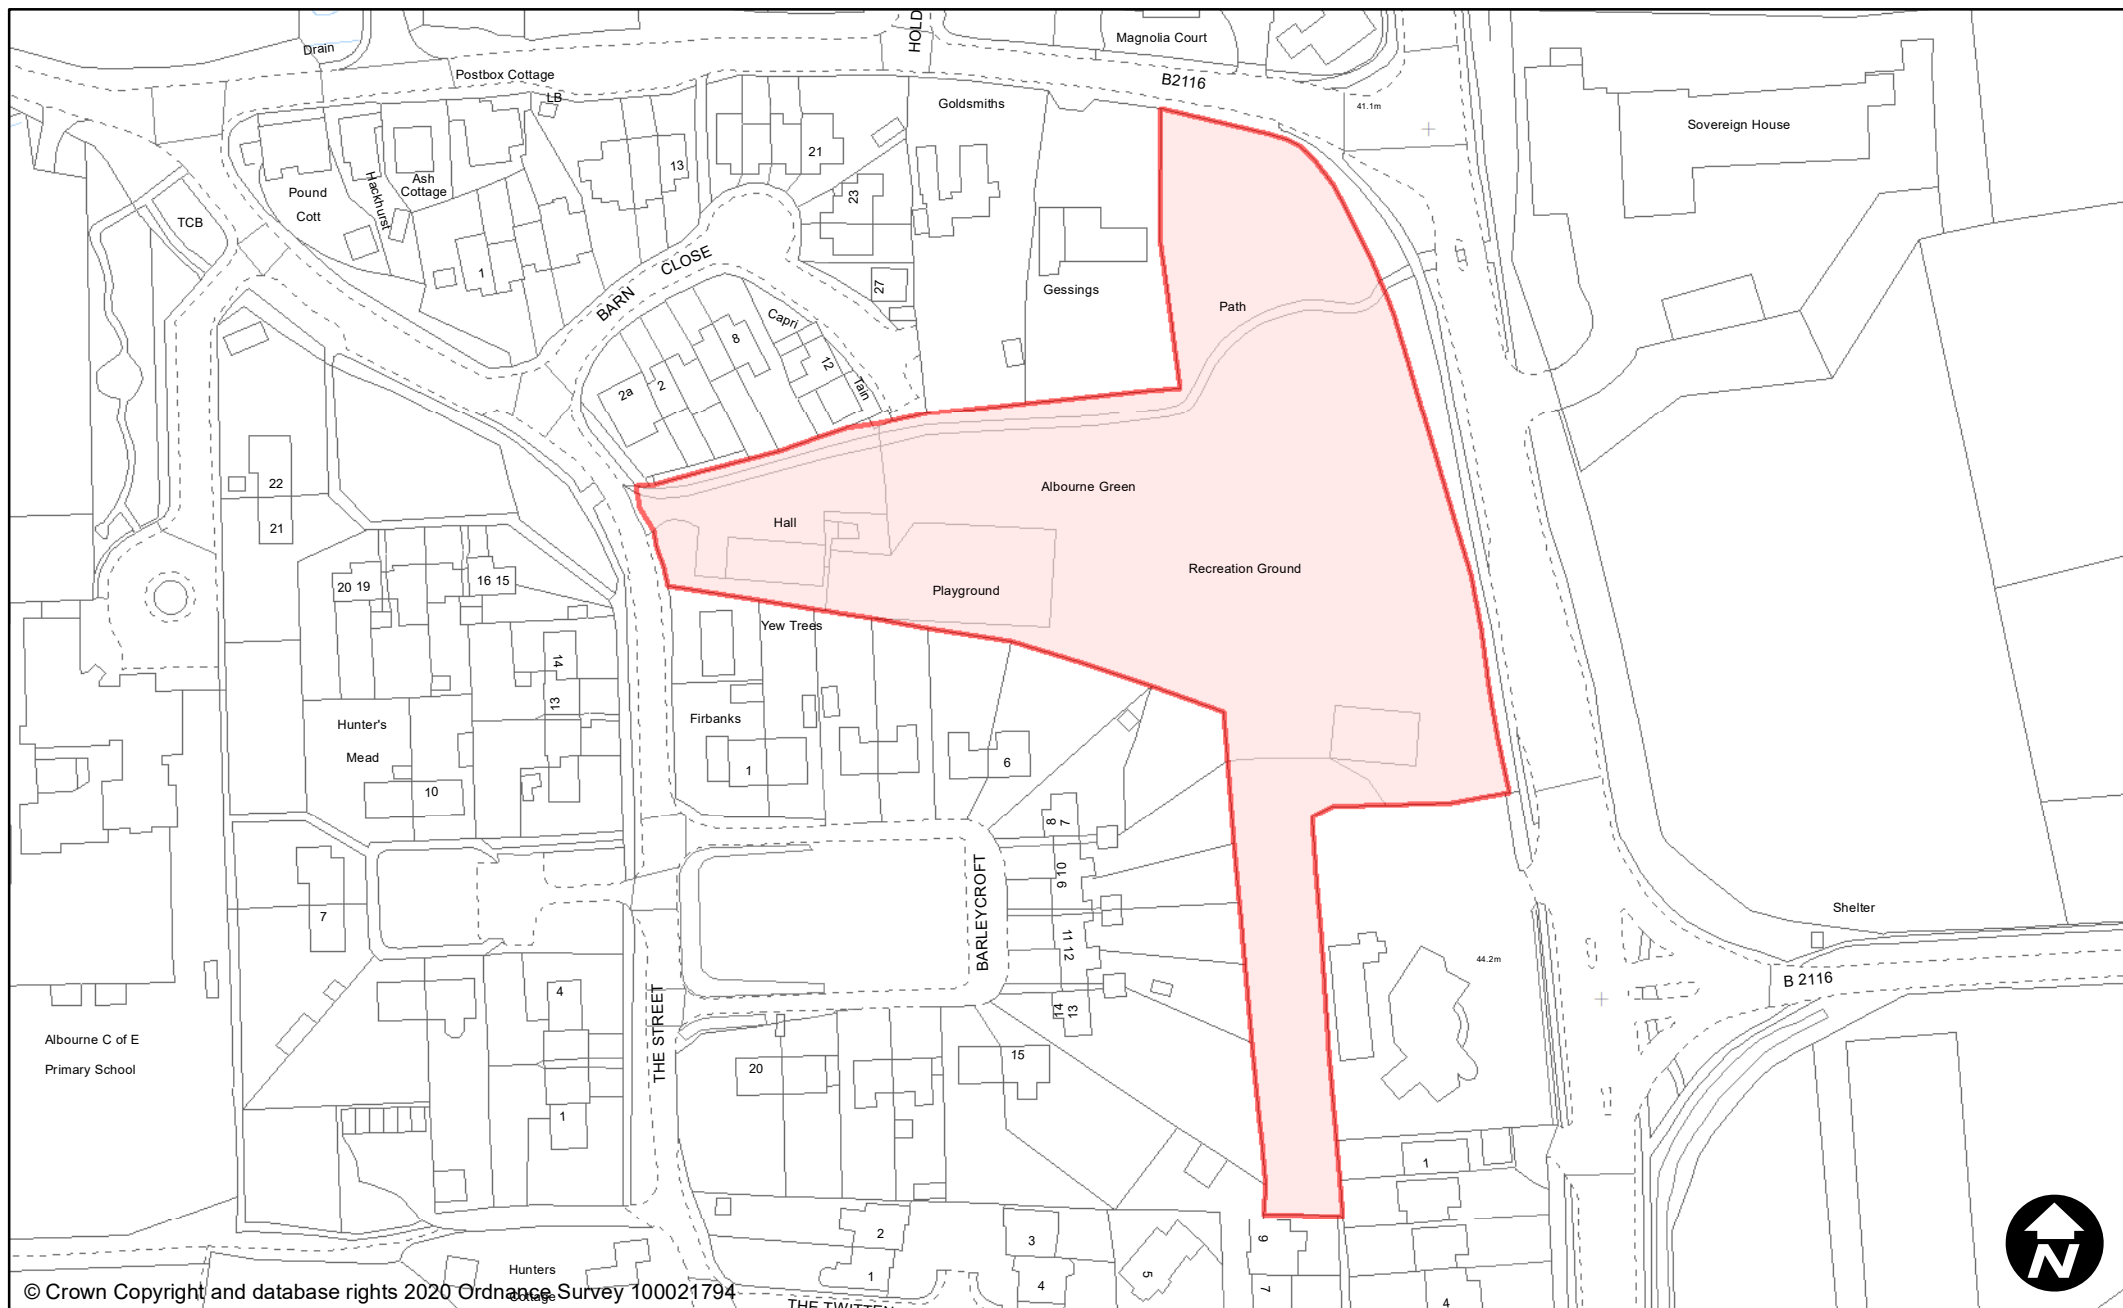 Drain
Postbox Cottage
LB
HOLD
Magnolia Court
B2116
41.1m
Sovereign House
Goldsmiths
Pound
Cott
Hackhurst
Ash
Cottage
13
21
23
TCB
1
BARN
CLOSE
27
Gessings
Path
Capri
8
12
Tain
2a
2
22
21
Albourne Green
Hall
Recreation Ground
Playground
20
19
16
15
Yew Trees
14
13
Hunter's
Mead
Firbanks
1
6
10
8
7
10
9
11
12
14
13
BARLEYCROFT
7
Shelter
44.2m
B 2116
4
THE STREET
Albourne C of E
Primary School
20
15
1
1
2
1
3
4
5
6
7
4
Hunters
Cottage
THE TWITTEN
N
© Crown Copyright and database rights 2020 Ordnance Survey 100021794